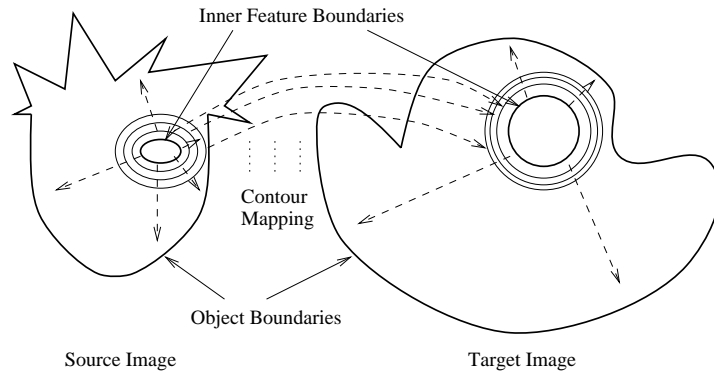 Inner Feature Boundaries
Contour
Mapping
Object Boundaries
Source Image
Target Image